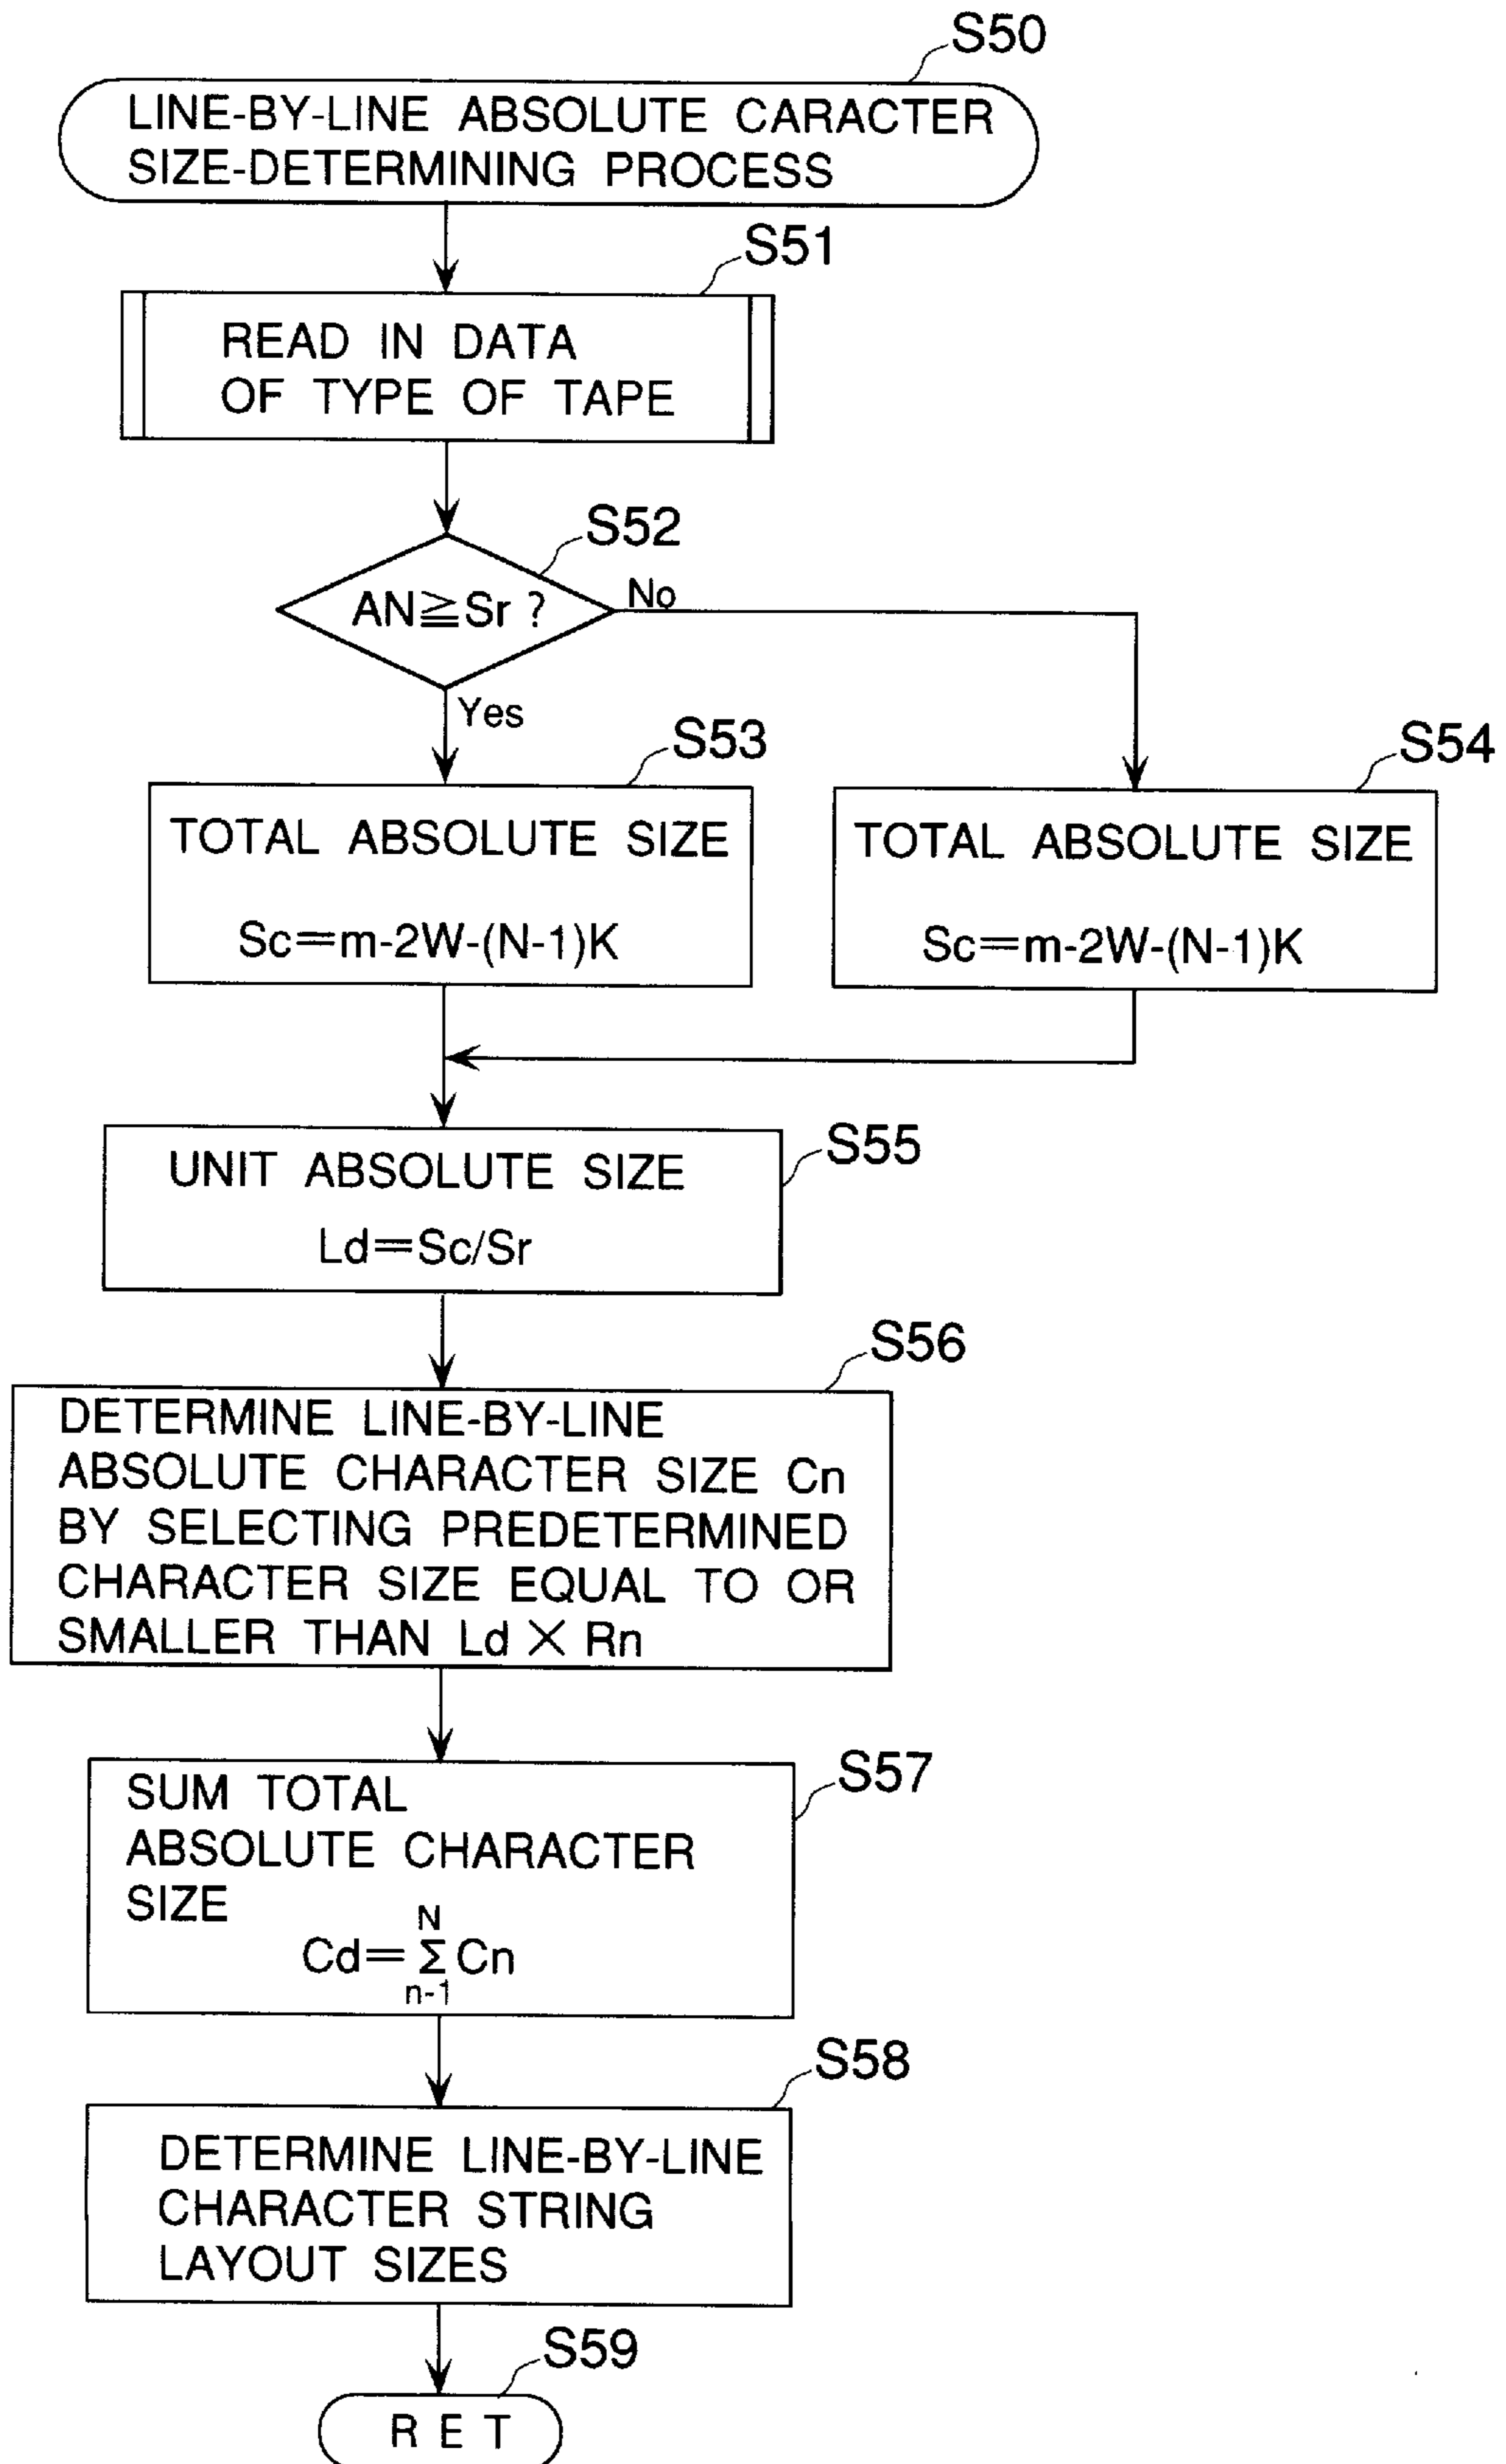 S50
LINE-BY-LINE ABSOLUTE CARACTER
SIZE-DETERMINING PROCESS
S51
READ IN DATA
OF TYPE OF TAPE
S52
AN≧Sr ?
No
Yes
S53
TOTAL ABSOLUTE SIZE
Sc=m-2W-(N-1)K
S54
TOTAL ABSOLUTE SIZE
Sc=m-2W-(N-1)K
S55
UNIT ABSOLUTE SIZE
Ld=Sc/Sr
S56
DETERMINE LINE-BY-LINE
ABSOLUTE CHARACTER SIZE Cn
BY SELECTING PREDETERMINED
CHARACTER SIZE EQUAL TO OR
SMALLER THAN Ld X Rn
S57
SUM TOTAL
ABSOLUTE CHARACTER
SIZE
N
Cd=Σ Cn
n-1
S58
DETERMINE LINE-BY-LINE
CHARACTER STRING
LAYOUT SIZES
S59
R E T